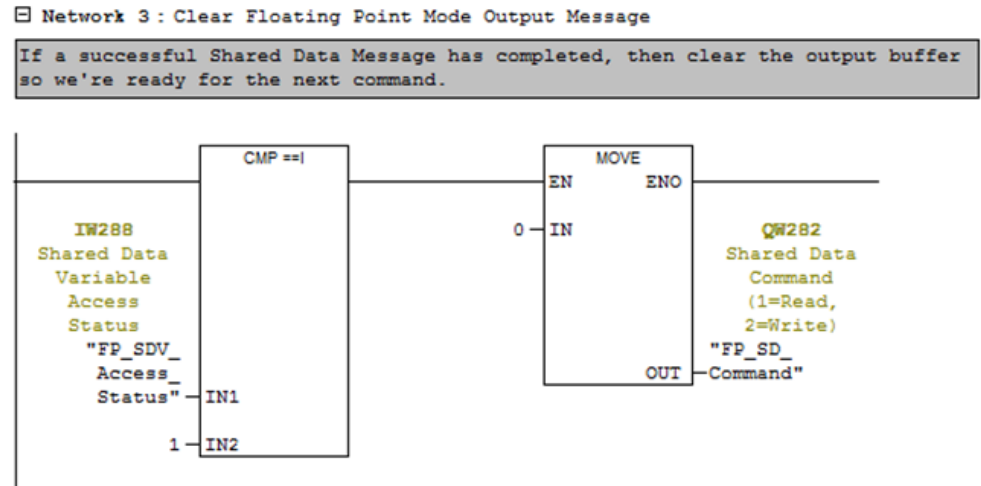 Network 3 : Clear Floating Point Mode Output Message
If a successful Shared Data Message has completed, then clear the output buffer
so we're ready for the next command.
CMP ==I
IW288
Shared Data
Variable
Access
Status
"FP_SDV_
Access_
Status"
IN1
1
IN2
MOVE
EN
ENO
0
IN
OUT
QW282
Shared Data
Command
(1=Read,
2=Write)
"FP_SD_
Command"